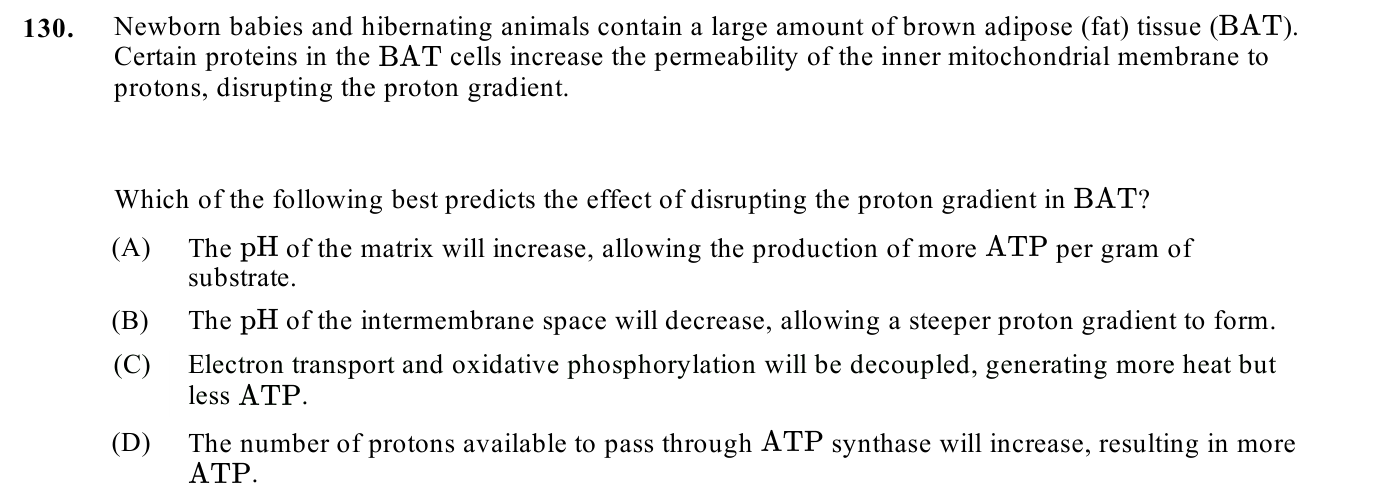 130. Newborn babies and hibernating animals contain a large amount of brown adipose (fat) tissue (BAT).
Certain proteins in the BAT cells increase the permeability of the inner mitochondrial membrane to
protons, disrupting the proton gradient.
Which of the following best predicts the effect of disrupting the proton gradient in BAT?
(A) The pH of the matrix will increase, allowing the production of more ATP per gram of
substrate.
(B) The pH of the intermembrane space will decrease, allowing a steeper proton gradient to form.
(C) Electron transport and oxidative phosphorylation will be decoupled, generating more heat but
less ATP.
(D) The number of protons available to pass through ATP synthase will increase, resulting in more
ATP.